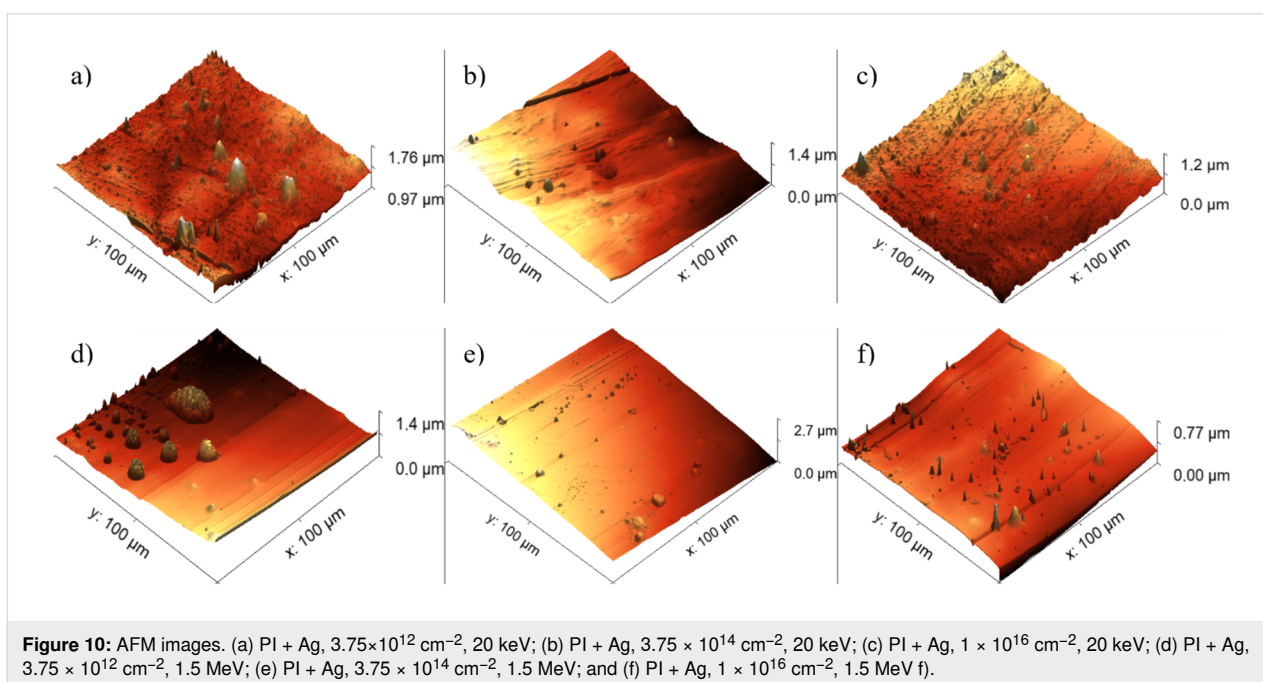 a)
1.76 µm
0.97 µm
y: 100 µm
x: 100 µm
b)
1.4 µm
0.0 µm
y: 100 µm
x: 100 µm
c)
1.2 µm
0.0 µm
y: 100 µm
x: 100 µm
d)
1.4 µm
0.0 µm
y: 100 µm
x: 100 µm
e)
2.7 µm
0.0 µm
y: 100 µm
x: 100 µm
f)
0.77 µm
0.00 µm
y: 100 µm
x: 100 µm
Figure 10: AFM images. (a) PI + Ag, 3.75×10¹² cm⁻², 20 keV; (b) PI + Ag, 3.75 × 10¹⁴ cm⁻², 20 keV; (c) PI + Ag, 1 × 10¹⁶ cm⁻², 20 keV; (d) PI + Ag,
3.75 × 10¹² cm⁻², 1.5 MeV; (e) PI + Ag, 3.75 × 10¹⁴ cm⁻², 1.5 MeV; and (f) PI + Ag, 1 × 10¹⁶ cm⁻², 1.5 MeV f).